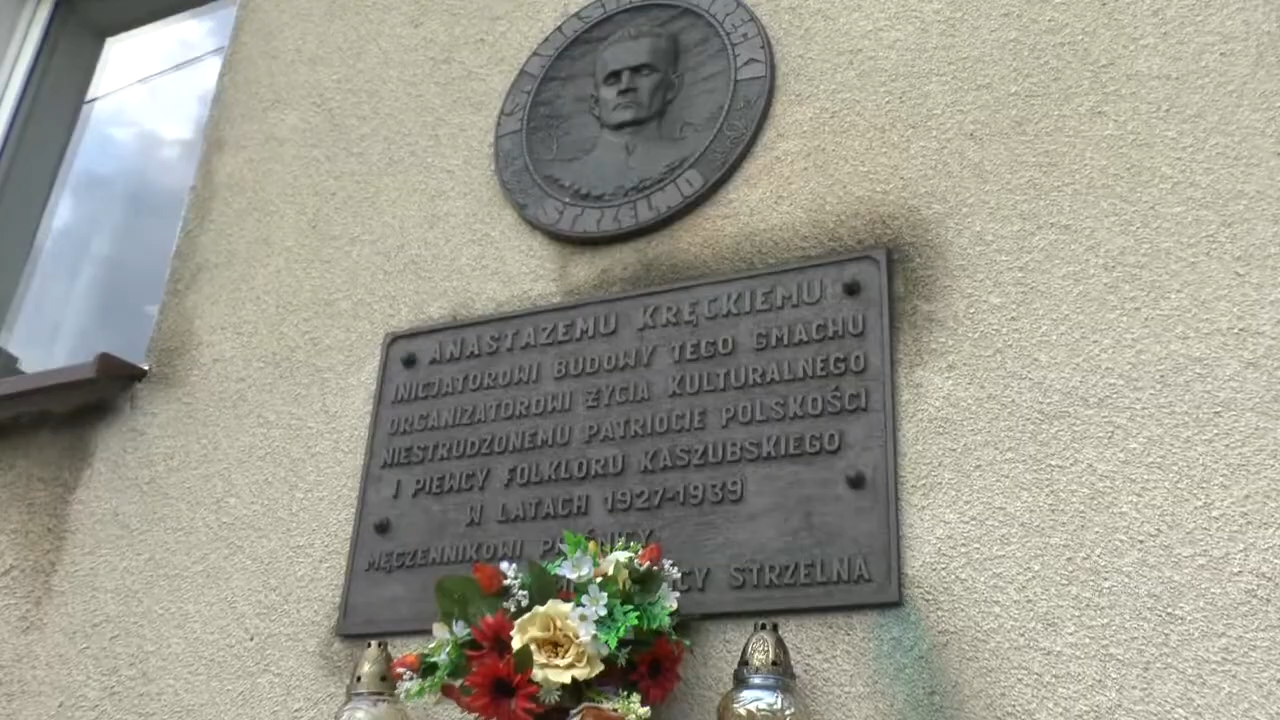 STRZELNO
ANASTAZEMU KRĘCKIEMU
INICJATOROWI BUDOWY TEGO GMACHU
ORGANIZATOROWI ŻYCIA KULTURALNEGO
NIESTRUDZONEMU PATRIOCIE POLSKOŚCI
I PIEWCY FOLKLORU KASZUBSKIEGO
W LATACH 1927-1939
MĘCZENNIKOWI PIAŚNICY
STRZELNA